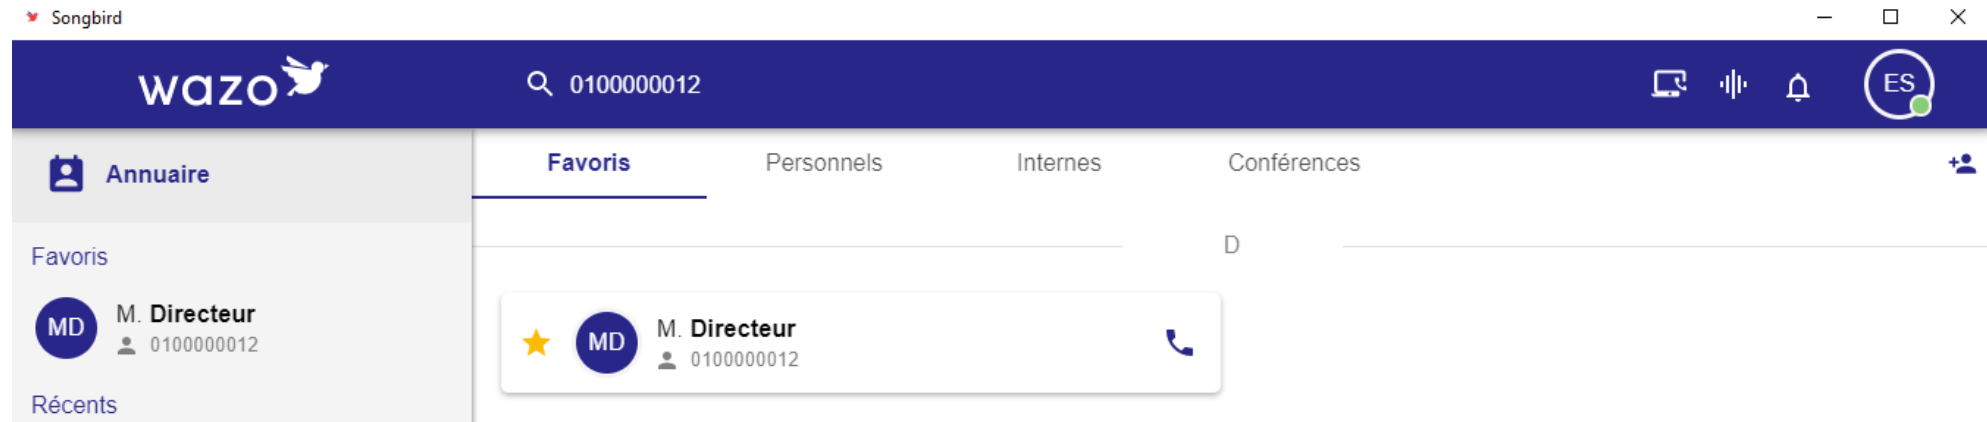 Songbird
wazo
0100000012
ES
Annuaire
Favoris
MD
M. Directeur
0100000012
Récents
Favoris
Personnels
Internes
Conférences
D
MD
M. Directeur
0100000012